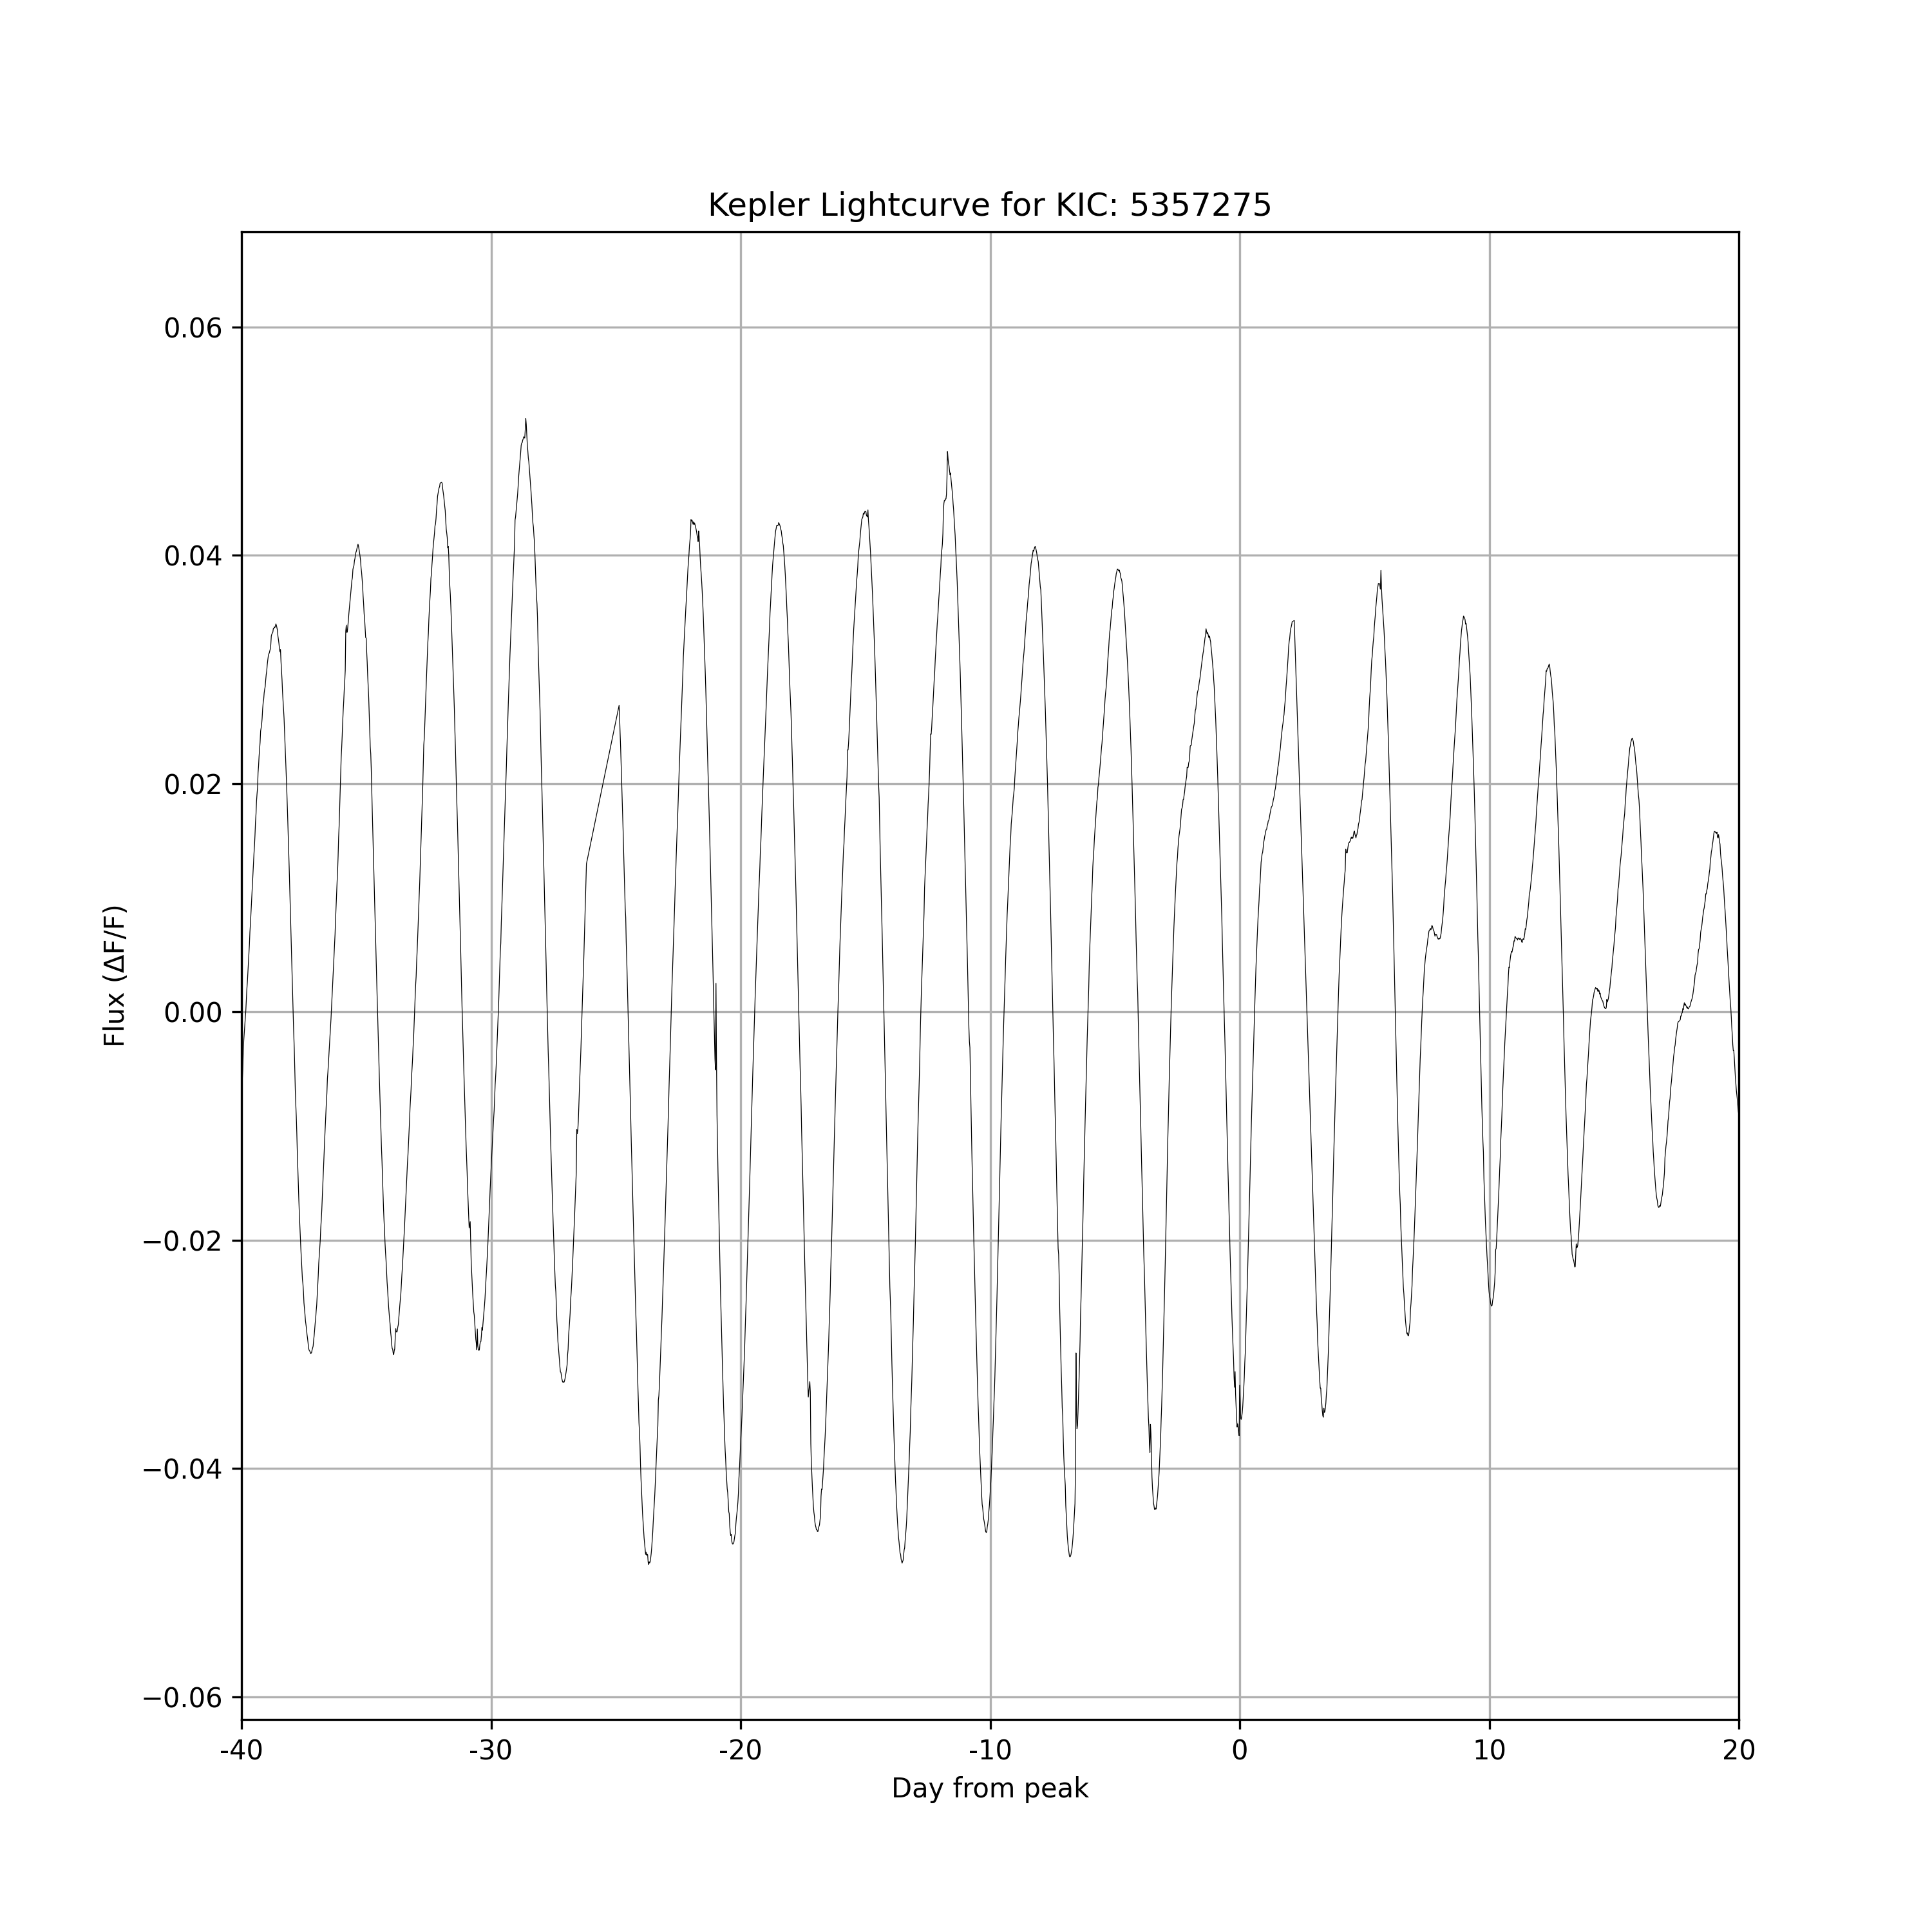 Kepler Lightcurve for KIC: 5357275
Flux (ΔF/F)
0.06
0.04
0.02
0.00
−0.02
−0.04
−0.06
-40 -30 -20 -10 0 10 20
Day from peak